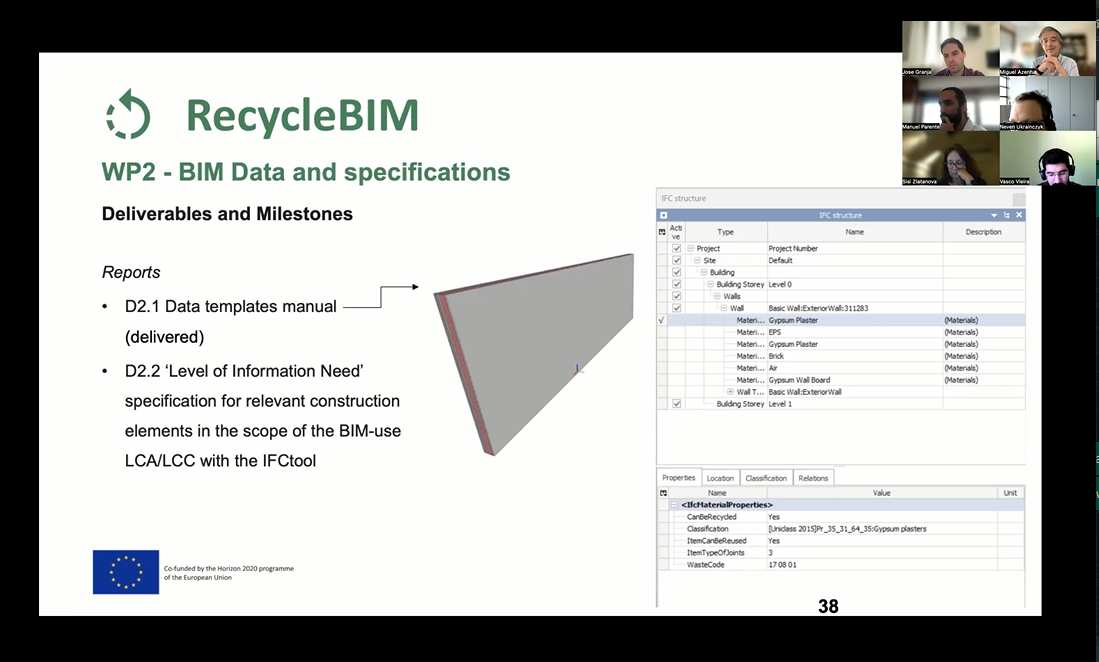 RecycleBIM
WP2 - BIM Data and specifications
Deliverables and Milestones
Reports
• D2.1 Data templates manual
(delivered)
• D2.2 ‘Level of Information Need’
specification for relevant construction
elements in the scope of the BIM-use
LCA/LCC with the IFCtool
Co-funded by the Horizon 2020 programme
of the European Union
Jose Granja
Miguel Azenha
Manuel Parente
Neven Ukrainczyk
Sisi Zlatanova
Vasco Vieira
IFC structure
IFC structure
Acti ve Type Name Description
Project Project Number
Site Default
Building
Building Storey Level 0
Walls
Wall Basic Wall:ExteriorWall:311283
Materi... Gypsum Plaster (Materials)
Materi... EPS (Materials)
Materi... Gypsum Plaster (Materials)
Materi... Brick (Materials)
Materi... Air (Materials)
Materi... Gypsum Wall Board (Materials)
Wall T... Basic Wall:ExteriorWall
Building Storey Level 1
Properties Location Classification Relations
Name Value Unit
<IfcMaterialProperties>
CanBeRecycled Yes
Classification [Uniclass 2015]Pr_35_31_64_35:Gypsum plasters
ItemCanBeReused Yes
ItemTypeOfJoints 3
WasteCode 17 08 01
38